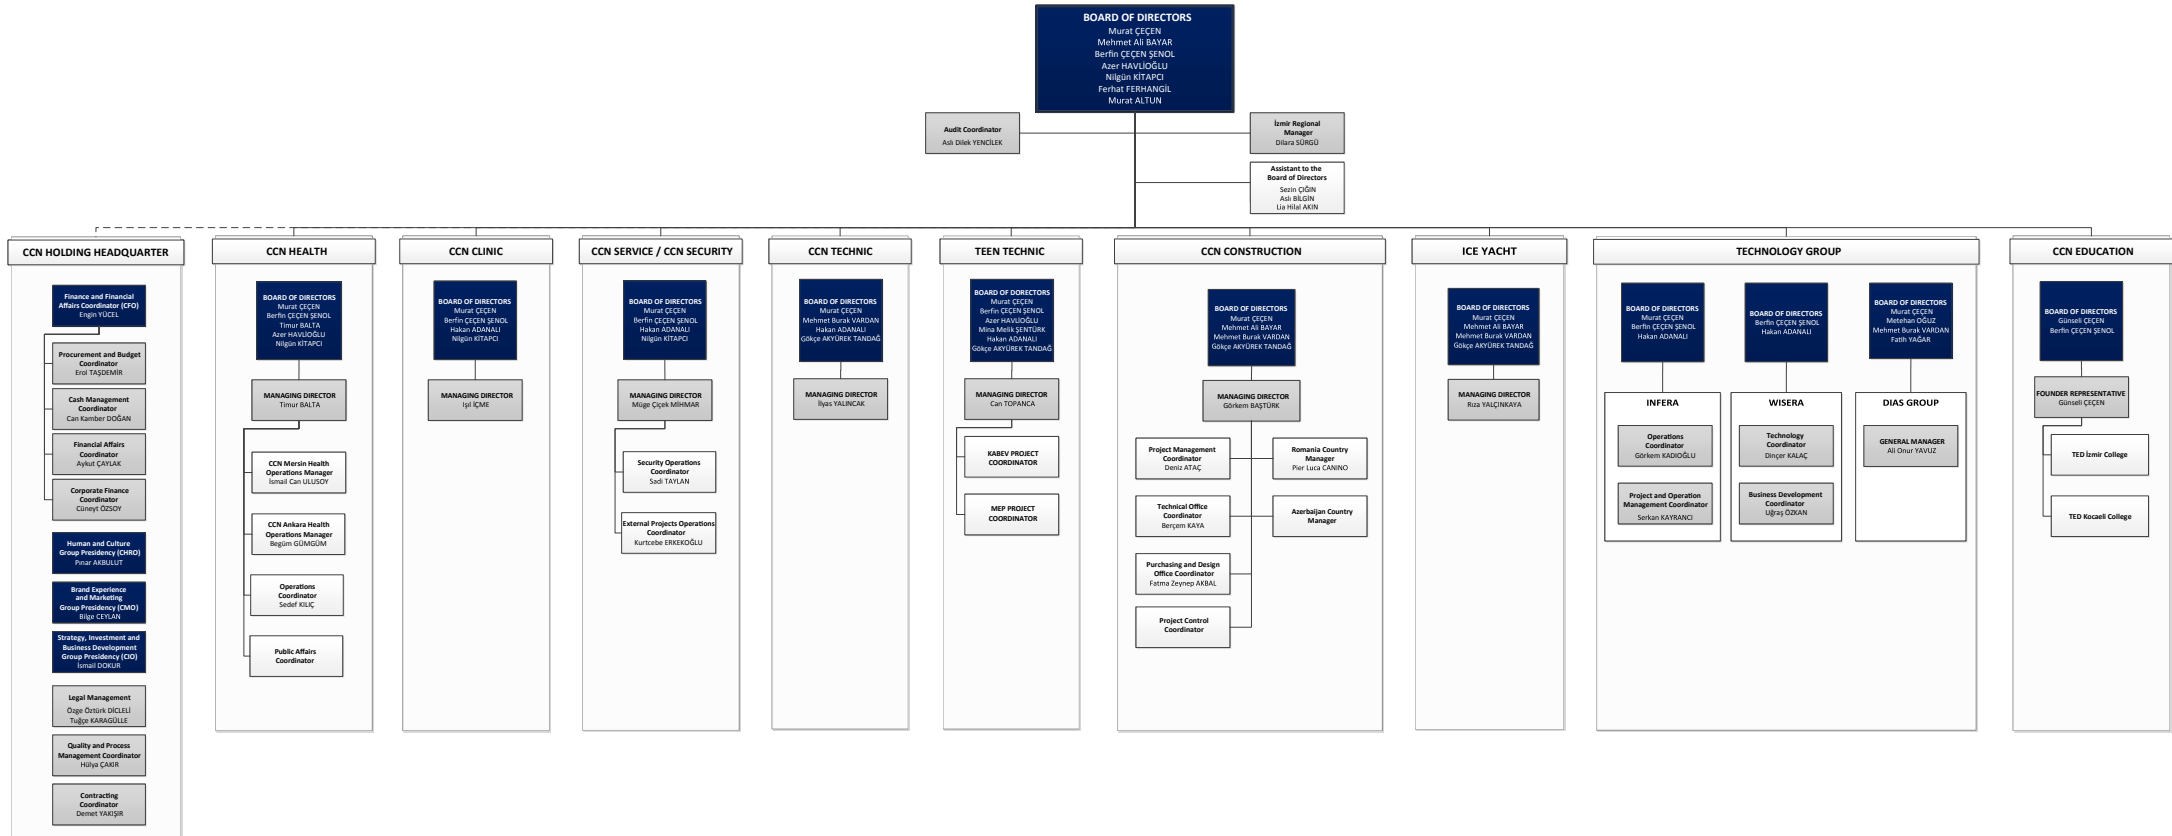 BOARD OF DIRECTORS
Murat ÇEÇEN
Mehmet Ali BAYAR
Berfin ÇEÇEN ŞENOL
Azer HAVLİOĞLU
Nilgün KİTAPCI
Ferhat FERHANGİL
Murat ALTUN
Audit Coordinator
Aslı Dilek YENCİLEK
İzmir Regional
Manager
Dilara SÜRGÜ
Assistant to the
Board of Directors
Sezin ÇIĞIN
Aslı BİLGİN
Lia Hilal AKIN
CCN HOLDING HEADQUARTER
Finance and Financial
Affairs Coordinator (CFO)
Engin YÜCEL
Procurement and Budget
Coordinator
Erol TAŞDEMİR
Cash Management
Coordinator
Can Kamber DOĞAN
Financial Affairs
Coordinator
Aykut ÇAYLAK
Corporate Finance
Coordinator
Cüneyt ÖZSOY
Human and Culture
Group Presidency (CHRO)
Pınar AKBULUT
Brand Experience
and Marketing
Group Presidency (CMO)
Bilge CEYLAN
Strategy, Investment and
Business Development
Group Presidency (CIO)
İsmail DOKUR
Legal Management
Özge Öztürk DİCLELİ
Tuğçe KARAGÜLLE
Quality and Process
Management Coordinator
Hülya ÇAKIR
Contracting
Coordinator
Demet YAKIŞIR
CCN HEALTH
BOARD OF DIRECTORS
Murat ÇEÇEN
Berfin ÇEÇEN ŞENOL
Timur BALTA
Azer HAVLİOĞLU
Nilgün KİTAPCI
MANAGING DIRECTOR
Timur BALTA
CCN Mersin Health
Operations Manager
İsmail Can ULUSOY
CCN Ankara Health
Operations Manager
Begüm GÜMGÜM
Operations
Coordinator
Sedef KILIÇ
Public Affairs
Coordinator
CCN CLINIC
BOARD OF DIRECTORS
Murat ÇEÇEN
Berfin ÇEÇEN ŞENOL
Hakan ADANALI
Nilgün KİTAPCI
MANAGING DIRECTOR
Işıl İÇME
CCN SERVICE / CCN SECURITY
BOARD OF DIRECTORS
Murat ÇEÇEN
Berfin ÇEÇEN ŞENOL
Hakan ADANALI
Nilgün KİTAPCI
MANAGING DIRECTOR
Müge Çiçek MİHMAR
Security Operations
Coordinator
Sadi TAYLAN
External Projects Operations
Coordinator
Kurtcebe ERKEKOĞLU
CCN TECHNIC
BOARD OF DIRECTORS
Murat ÇEÇEN
Mehmet Burak VARDAN
Hakan ADANALI
Gökçe AKYÜREK TANDAĞ
MANAGING DIRECTOR
İlyas YALINCAK
TEEN TECHNIC
BOARD OF DORECTORS
Murat ÇEÇEN
Berfin ÇEÇEN ŞENOL
Azer HAVLİOĞLU
Mina Melik ŞENTÜRK
Hakan ADANALI
Gökçe AKYÜREK TANDAĞ
MANAGING DIRECTOR
Can TOPANCA
KABEV PROJECT
COORDINATOR
MEP PROJECT
COORDINATOR
CCN CONSTRUCTION
BOARD OF DIRECTORS
Murat ÇEÇEN
Mehmet Ali BAYAR
Mehmet Burak VARDAN
Gökçe AKYÜREK TANDAĞ
MANAGING DIRECTOR
Görkem BAŞTÜRK
Project Management
Coordinator
Deniz ATAÇ
Romania Country
Manager
Pier Luca CANINO
Technical Office
Coordinator
Berçem KAYA
Azerbaijan Country
Manager
Purchasing and Design
Office Coordinator
Fatma Zeynep AKBAL
Project Control
Coordinator
ICE YACHT
BOARD OF DIRECTORS
Murat ÇEÇEN
Mehmet Ali BAYAR
Mehmet Burak VARDAN
Gökçe AKYÜREK TANDAĞ
MANAGING DIRECTOR
Rıza YALÇINKAYA
TECHNOLOGY GROUP
BOARD OF DIRECTORS
Murat ÇEÇEN
Berfin ÇEÇEN ŞENOL
Hakan ADANALI
INFERA
Operations
Coordinator
Görkem KADIOĞLU
Project and Operation
Management Coordinator
Serkan KAYRANCI
BOARD OF DIRECTORS
Berfin ÇEÇEN ŞENOL
Hakan ADANALI
WISERA
Technology
Coordinator
Dinçer KALAÇ
Business Development
Coordinator
Uğraş ÖZKAN
BOARD OF DIRECTORS
Murat ÇEÇEN
Metehan OĞUZ
Mehmet Burak VARDAN
Fatih YAĞAR
DIAS GROUP
GENERAL MANAGER
Ali Onur YAVUZ
CCN EDUCATION
BOARD OF DIRECTORS
Günseli ÇEÇEN
Berfin ÇEÇEN ŞENOL
FOUNDER REPRESENTATIVE
Günseli ÇEÇEN
TED İzmir College
TED Kocaeli College